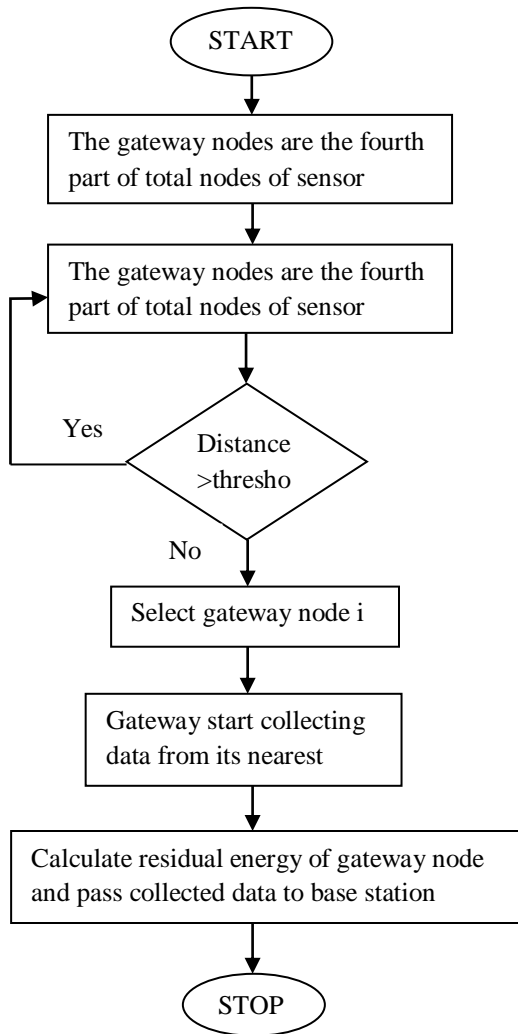 START
The gateway nodes are the fourth
part of total nodes of sensor
The gateway nodes are the fourth
part of total nodes of sensor
Yes
Distance
>thresho
No
Select gateway node i
Gateway start collecting
data from its nearest
Calculate residual energy of gateway node
and pass collected data to base station
STOP